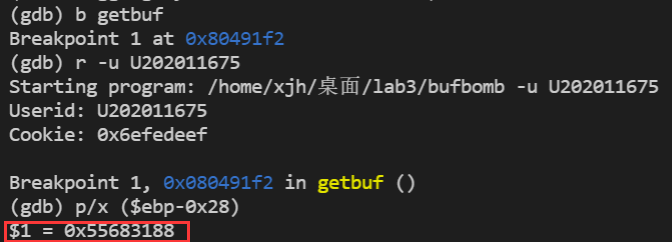 (gdb) b getbuf
Breakpoint 1 at 0x80491f2
(gdb) r -u U202011675
Starting program: /home/xjh/桌面/lab3/bufbomb -u U202011675
Userid: U202011675
Cookie: 0x6efedeef
Breakpoint 1, 0x080491f2 in getbuf ()
(gdb) p/x ($ebp-0x28)
$1 = 0x55683188